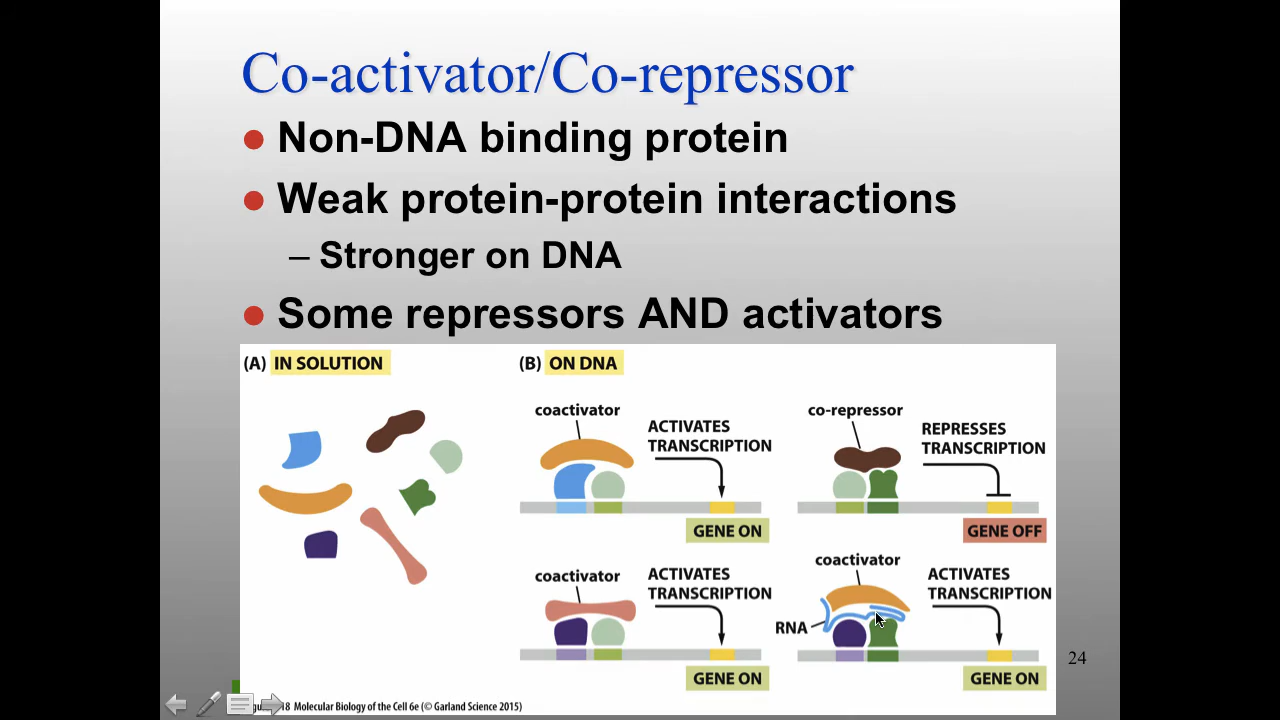 Co-activator/Co-repressor
Non-DNA binding protein
Weak protein-protein interactions
– Stronger on DNA
Some repressors AND activators
(A) IN SOLUTION
(B) ON DNA
coactivator
ACTIVATES
TRANSCRIPTION
GENE ON
co-repressor
REPRESSES
TRANSCRIPTION
GENE OFF
coactivator
ACTIVATES
TRANSCRIPTION
GENE ON
coactivator
ACTIVATES
TRANSCRIPTION
RNA
GENE ON
24
18 Molecular Biology of the Cell 6e (© Garland Science 2015)